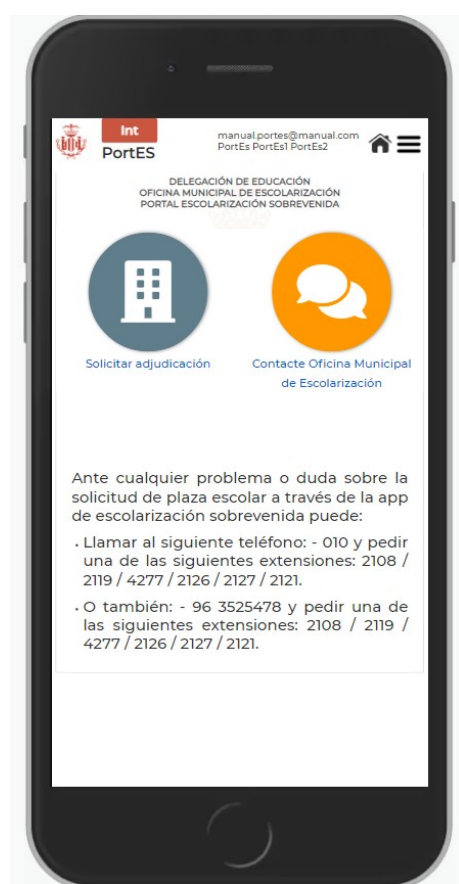 Int
PortES
manual.portes@manual.com
PortEs PortEs1 PortEs2
DELEGACIÓN DE EDUCACIÓN
OFICINA MUNICIPAL DE ESCOLARIZACIÓN
PORTAL ESCOLARIZACIÓN SOBREVENIDA
Solicitar adjudicación
Contacte Oficina Municipal
de Escolarización
Ante cualquier problema o duda sobre la
solicitud de plaza escolar a través de la app
de escolarización sobrevenida puede:
• Llamar al siguiente teléfono: - 010 y pedir
una de las siguientes extensiones: 2108 /
2119 / 4277 / 2126 / 2127 / 2121.
• O también: - 96 3525478 y pedir una de
las siguientes extensiones: 2108 / 2119 /
4277 / 2126 / 2127 / 2121.